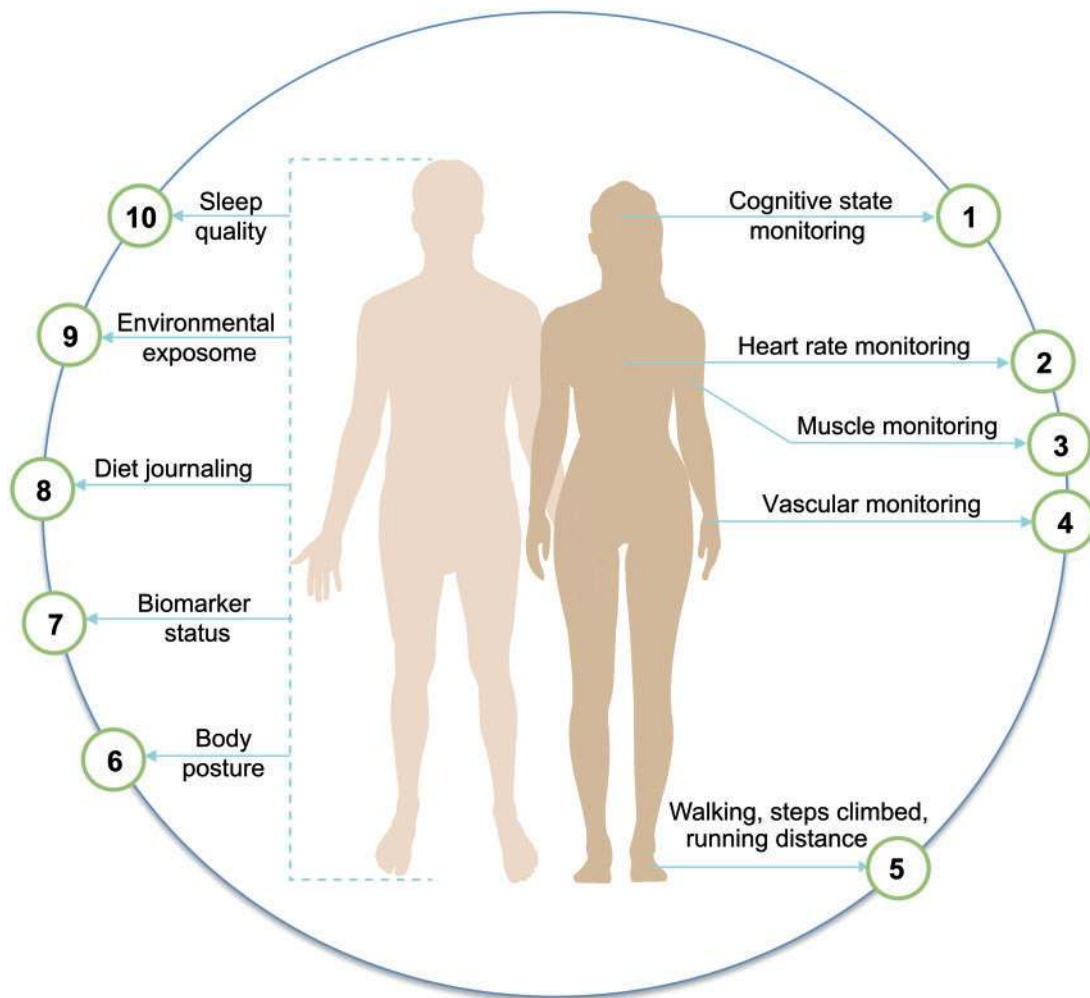 10
Sleep
quality
Cognitive state
monitoring
1
9
Environmental
exposome
Heart rate monitoring
2
Muscle monitoring
3
8
Diet journaling
Vascular monitoring
4
7
Biomarker
status
6
Body
posture
Walking, steps climbed,
running distance
5